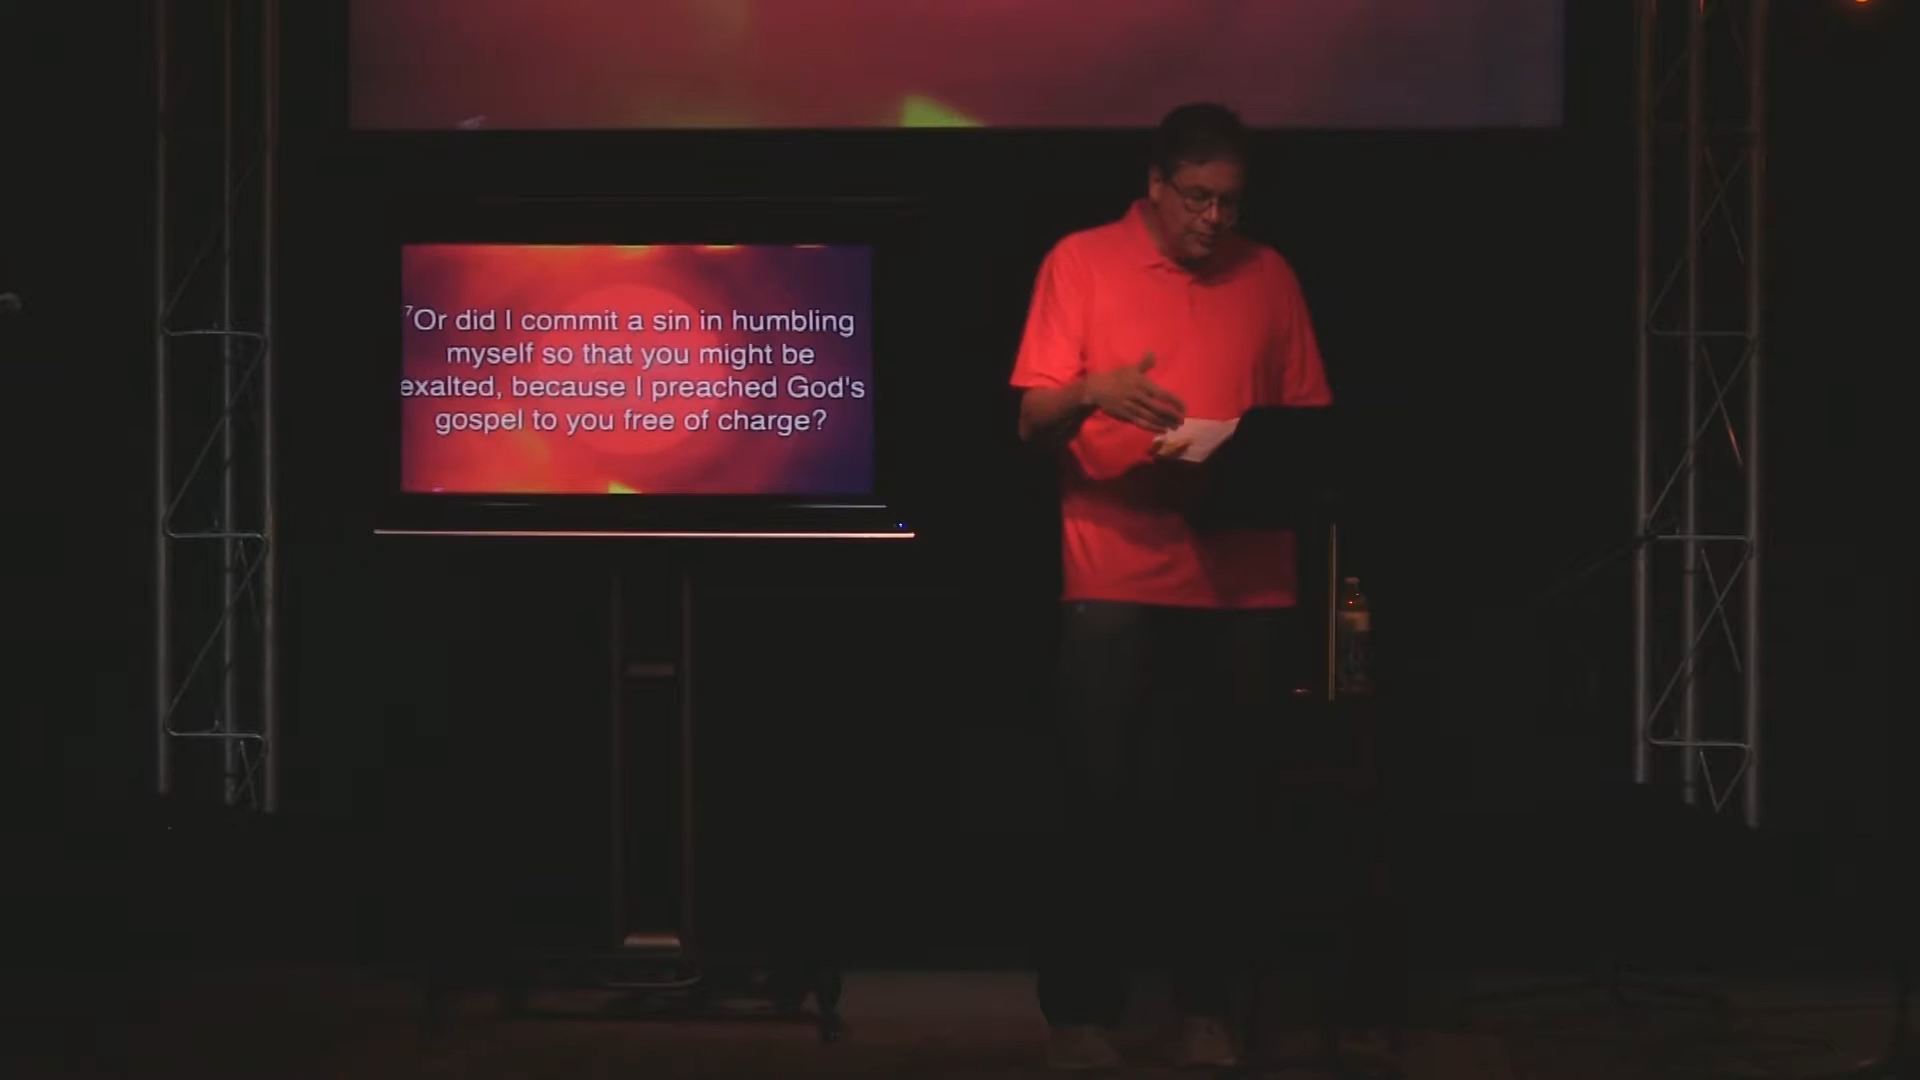 ⁷Or did I commit a sin in humbling
myself so that you might be
exalted, because I preached God's
gospel to you free of charge?